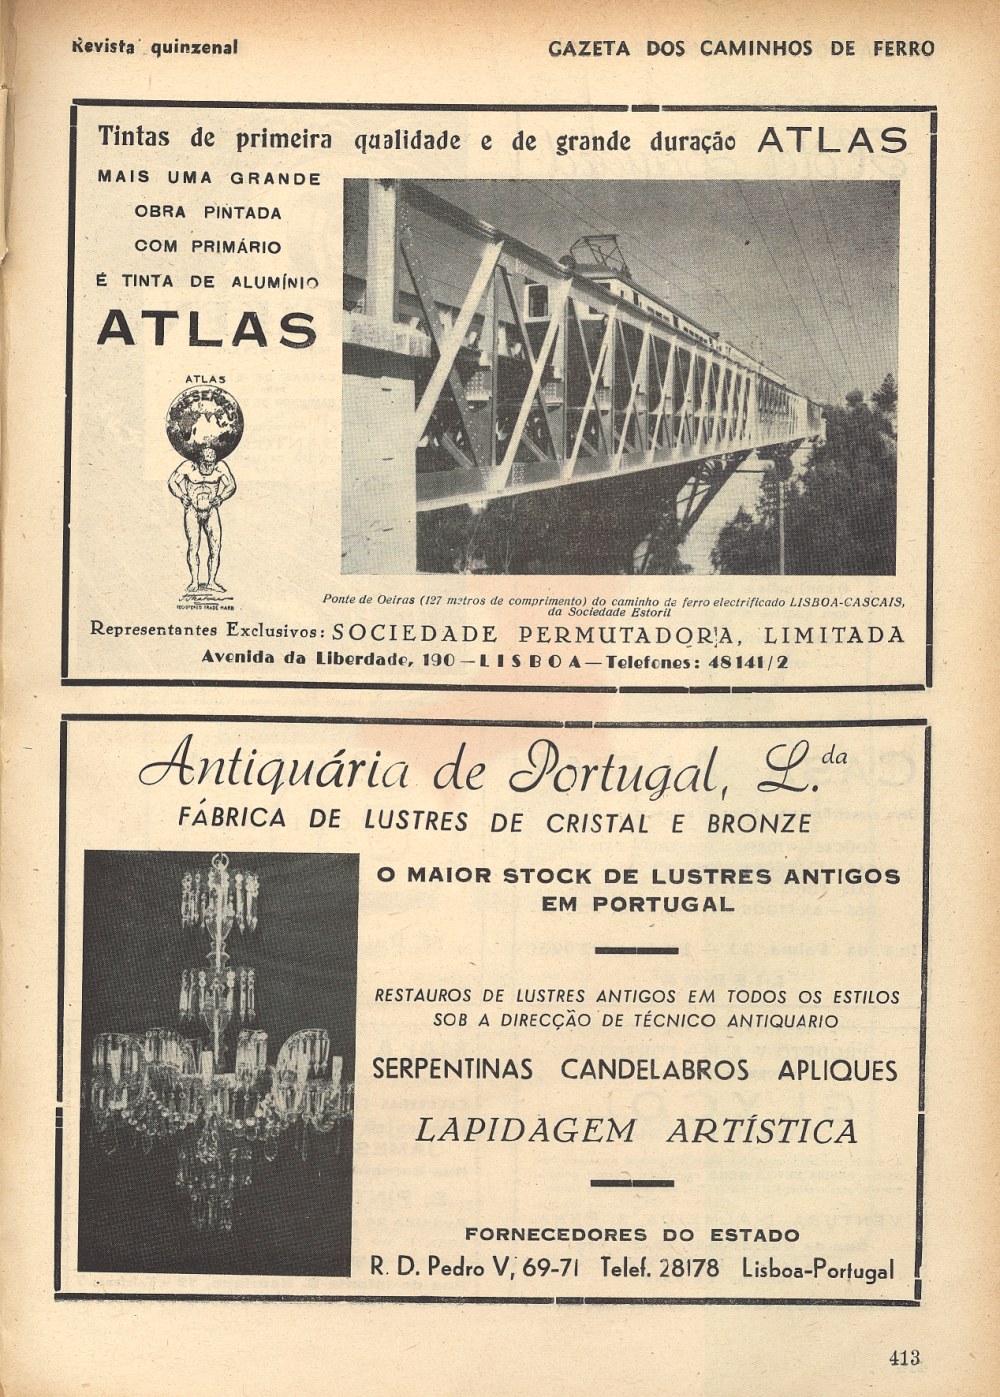 Revista quinzenal
GAZETA DOS CAMINHOS DE FERRO
Tintas de primeira qualidade e de grande duração ATLAS
MAIS UMA GRANDE
OBRA PINTADA
COM PRIMÁRIO
É TINTA DE ALUMÍNIO
ATLAS
ATLAS
PRESERVES
REGISTERED TRADE MARK
Ponte de Oeiras (127 metros de comprimento) do caminho de ferro electrificado LISBOA-CASCAIS,
da Sociedade Estoril
Representantes Exclusivos: SOCIEDADE PERMUTADORA, LIMITADA
Avenida da Liberdade, 190 — LISBOA — Telefones: 48141/2
Antiquária de Portugal, L.da
FÁBRICA DE LUSTRES DE CRISTAL E BRONZE
O MAIOR STOCK DE LUSTRES ANTIGOS
EM PORTUGAL
RESTAUROS DE LUSTRES ANTIGOS EM TODOS OS ESTILOS
SOB A DIRECÇÃO DE TÉCNICO ANTIQUARIO
SERPENTINAS CANDELABROS APLIQUES
LAPIDAGEM ARTÍSTICA
FORNECEDORES DO ESTADO
R. D. Pedro V, 69-71 Telef. 28178 Lisboa-Portugal
413